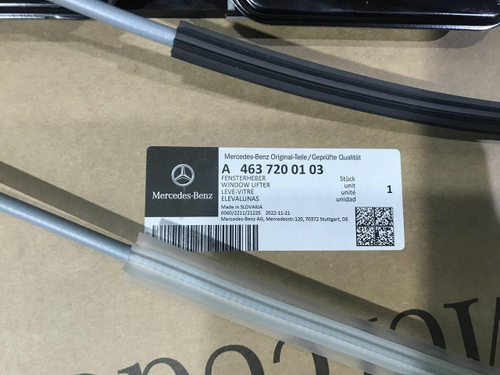 Mercedes-Benz Original-Teile/Geprüfte Qualität
A 463 720 01 03
FENSTERHEBER Stück
WINDOW LIFTER unit
LEVE-VITRE unité 1
ELEVALUNAS unidad
Made in SLOVAKIA
0060/2211/21225 2022-11-21
Mercedes-Benz AG, Mercedesstr.120, 70372 Stuttgart, DE
Mercedes-Benz